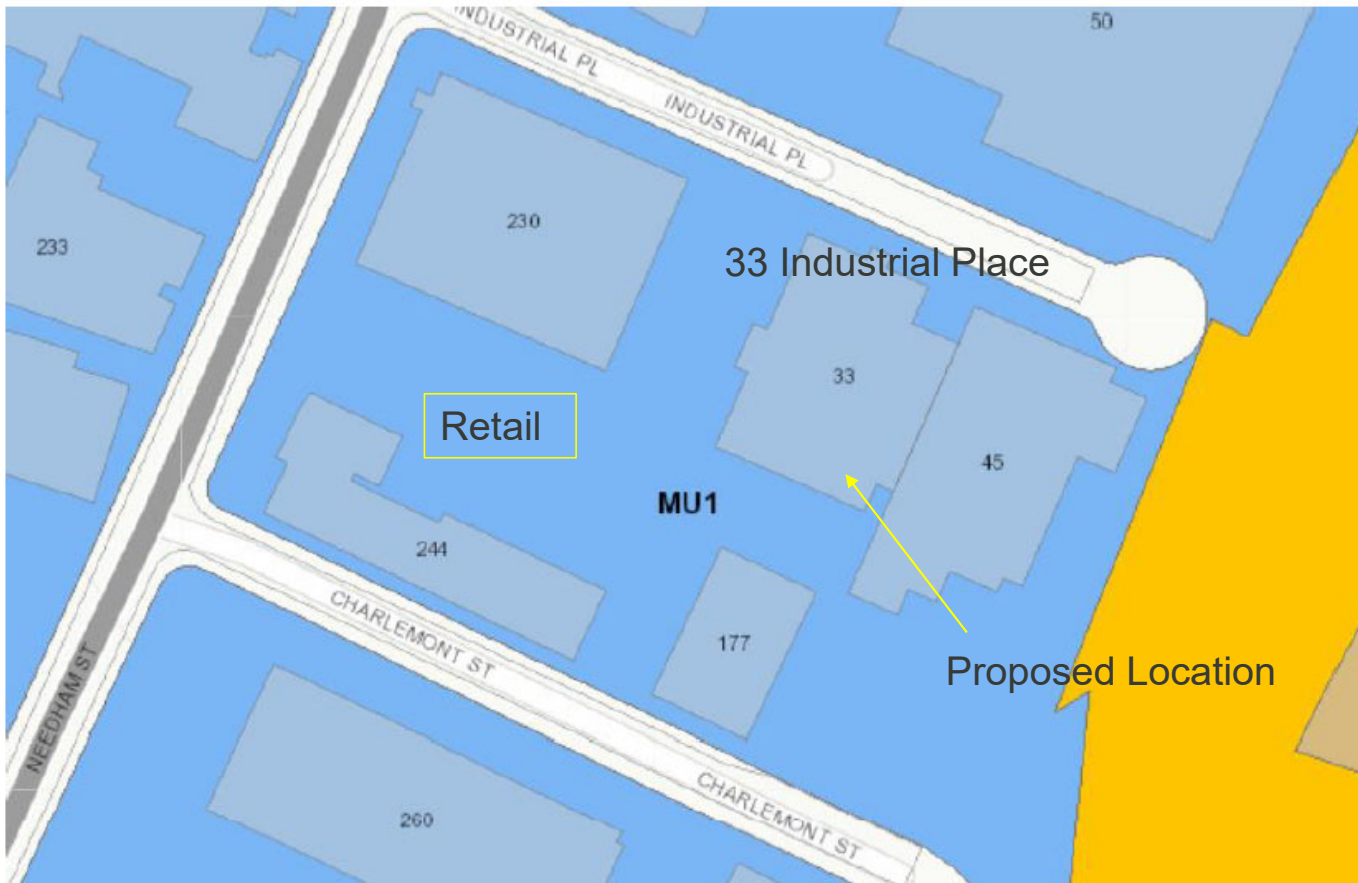 INDUSTRIAL PL
50
INDUSTRIAL PL
230
233
33 Industrial Place
33
Retail
45
MU1
244
CHARLEMONT ST
177
Proposed Location
NEEDHAM ST
CHARLEMONT ST
260